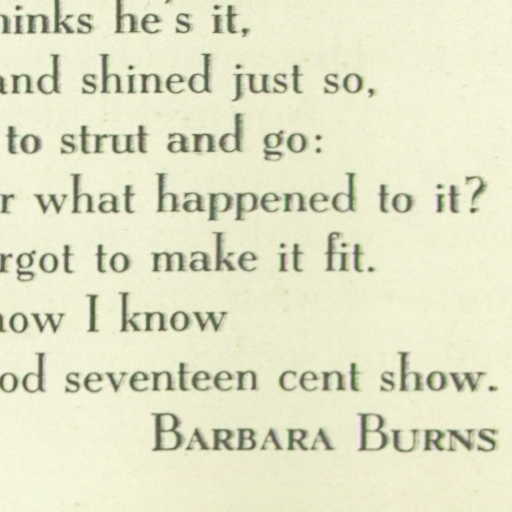 hinks he's it,
and shined just so,
to strut and go:
r what happened to it?
rgot to make it fit.
now I know
od seventeen cent show.
BARBARA BURNS